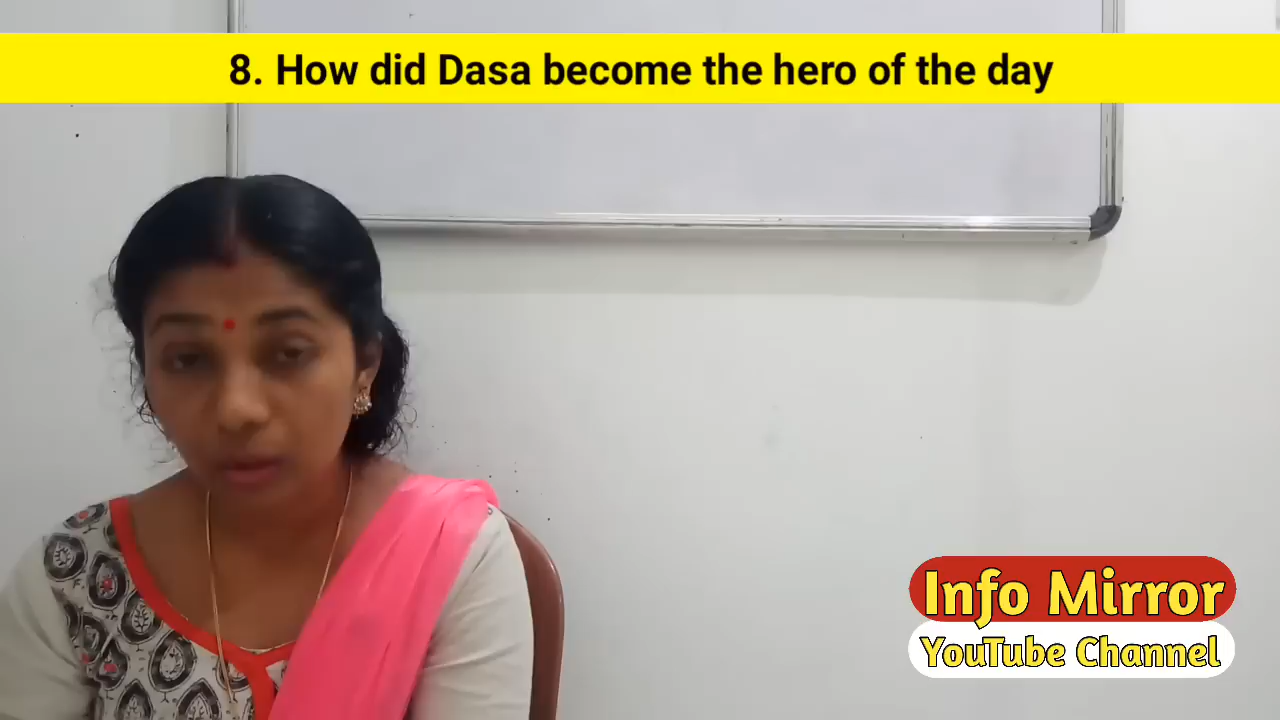 8. How did Dasa become the hero of the day
Info Mirror
YouTube Channel